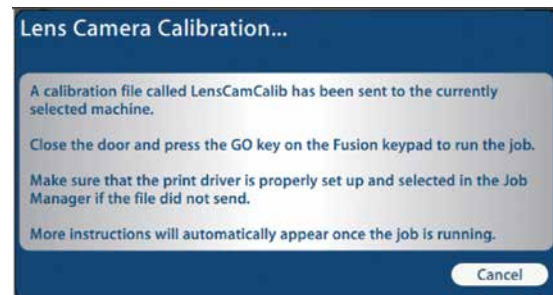 Lens Camera Calibration...
A calibration file called LensCamCalib has been sent to the currently
selected machine.
Close the door and press the GO key on the Fusion keypad to run the job.
Make sure that the print driver is properly set up and selected in the Job
Manager if the file did not send.
More instructions will automatically appear once the job is running.
Cancel